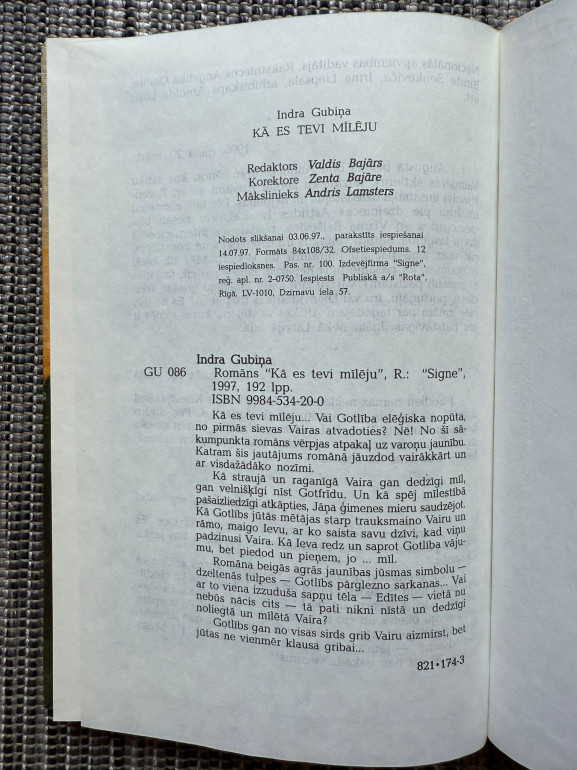 Indra Gubiņa
KĀ ES TEVI MĪLĒJU
Redaktors Valdis Bajārs
Korektore Zenta Bajāre
Mākslinieks Andris Lamsters
Nodots slikšanai 03.06.97., parakstīts iespiešanai
14.07.97. Formāts 84x108/32. Ofsetiespiedums. 12
iespiedloksnes. Pas. nr. 100. Izdevējfirma "Signe",
reģ. apl. nr. 2–0750. Iespiests Publiskā a/s "Rota",
Rīgā, LV-1010, Dzirnavu iela 57.
Indra Gubiņa
GU 086 Romāns "Kā es tevi mīlēju", R.: "Signe",
1997, 192 lpp.
ISBN 9984-534-20-0
Kā es tevi mīlēju... Vai Gotlība elēģiska nopūta,
no pirmās sievas Vairas atvadoties? Nē! No šī sā-
kumpunkta romāns vērpjas atpakaļ uz varoņu jaunību.
Katram šis jautājums romānā jāuzdod vairākkārt un
ar visdažādāko nozīmi.
Kā straujā un raganīgā Vaira gan dedzīgi mīl,
gan velnišķīgi nīst Gotfrīdu. Un kā spēj mīlestībā
pašaizliedzīgi atkāpties, Jāņa ģimenes mieru saudzējot.
Kā Gotlībs jūtās mētājas starp trauksmaino Vairu un
rāmo, maigo Ievu, ar ko saista savu dzīvi, kad viņu
padzinusi Vaira. Kā Ieva redz un saprot Gotlība vāju-
mu, bet piedod un pieņem, jo ... mīl.
Romāna beigās agrās jaunības jūsmas simbolu —
dzeltenās tulpes — Gotlībs pārglezno sarkanas... Vai
ar to viena izzudusa sapņu tēla — Edītes — vietā nu
nebūs nācis cits — tā pati nikni nīstā un dedzīgi
noliegtā un mīlētā Vaira?
Gotlībs gan no visas sirds grib Vairu aizmirst, bet
jūtas ne vienmēr klausa gribai...
821•174-3